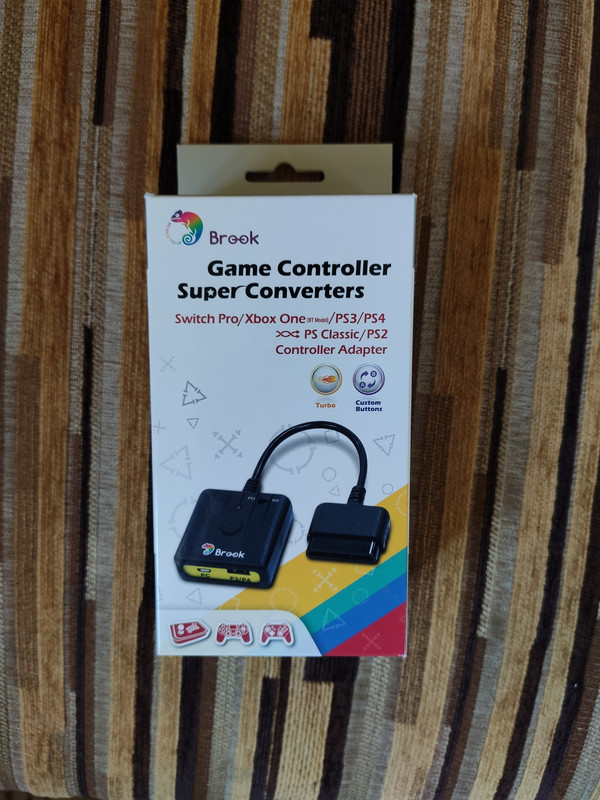 Brook
Game Controller
Super Converters
Switch Pro/Xbox One(BT Model)/PS3/PS4
PS Classic/PS2
Controller Adapter
A
B
Turbo
Custom
Buttons
Brook
PC